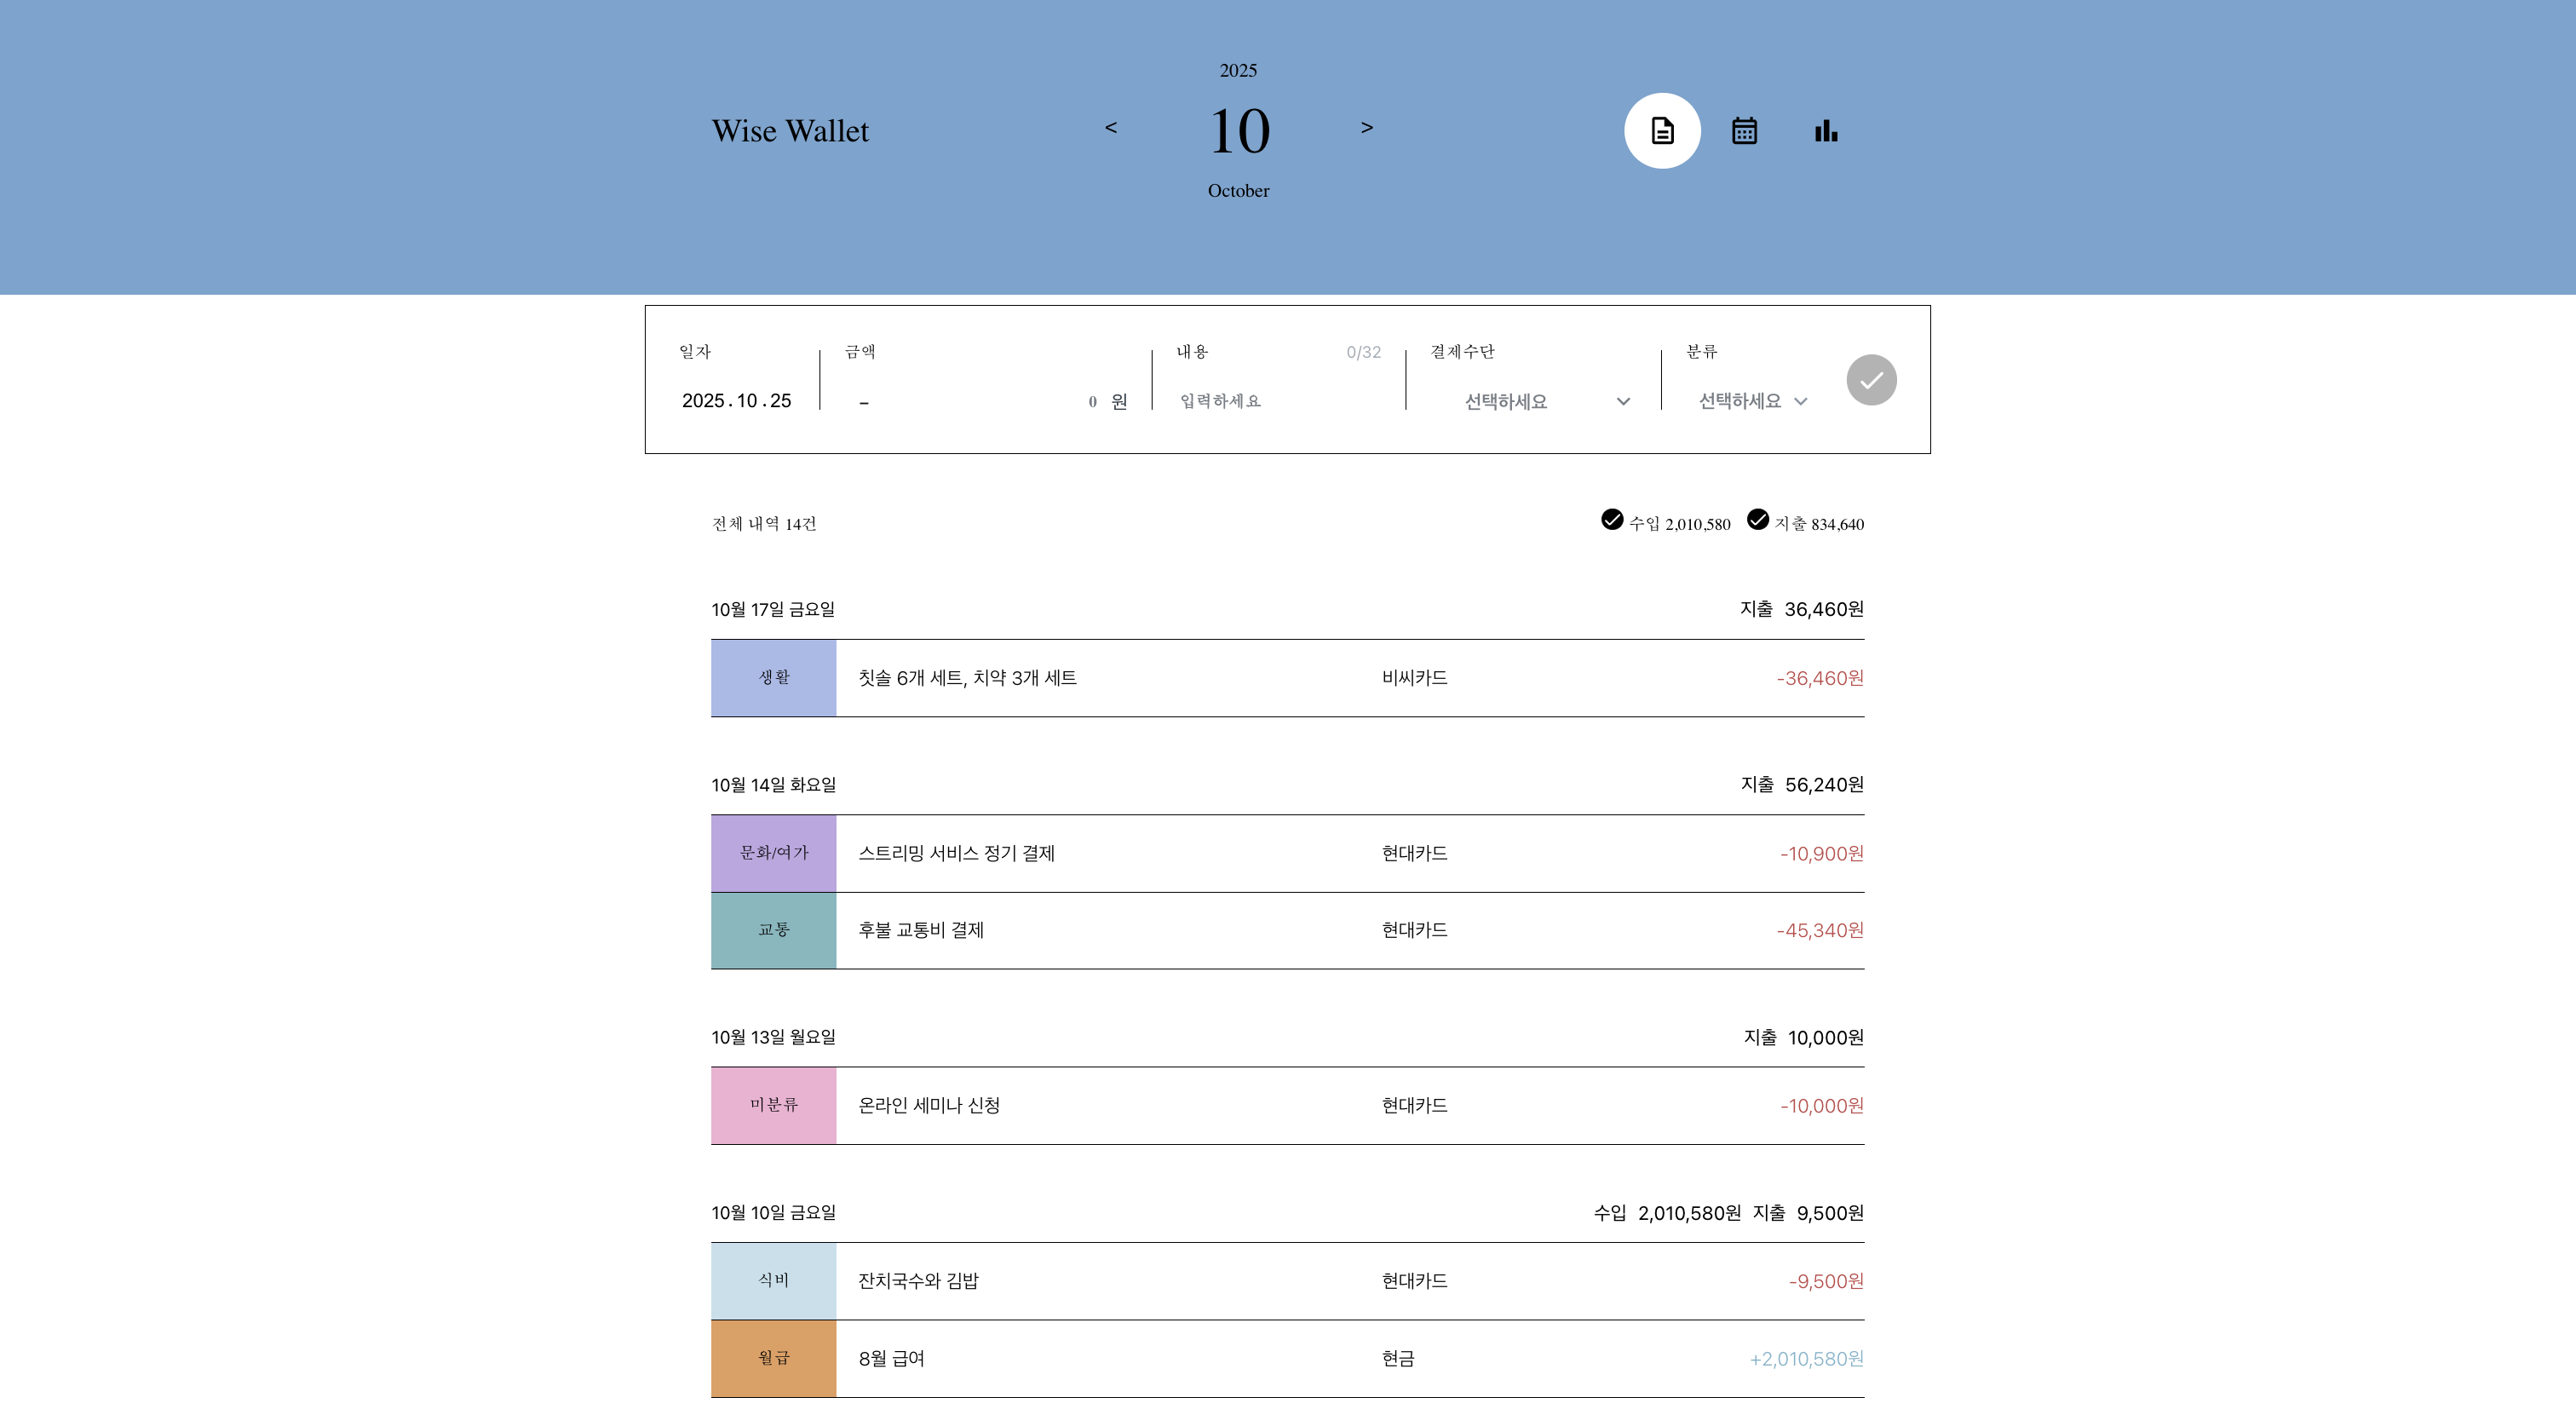 2025
Wise Wallet < 10 >
October
일자 금액 내용 0/32 결제수단 분류
2025.10.25 - 0 원 입력하세요 선택하세요 선택하세요
전체 내역 14건 수입 2,010,580 지출 834,640
10월 17일 금요일 지출 36,460원
생활 칫솔 6개 세트, 치약 3개 세트 비씨카드 -36,460원
10월 14일 화요일 지출 56,240원
문화/여가 스트리밍 서비스 정기 결제 현대카드 -10,900원
교통 후불 교통비 결제 현대카드 -45,340원
10월 13일 월요일 지출 10,000원
미분류 온라인 세미나 신청 현대카드 -10,000원
10월 10일 금요일 수입 2,010,580원 지출 9,500원
식비 잔치국수와 김밥 현대카드 -9,500원
월급 8월 급여 현금 +2,010,580원